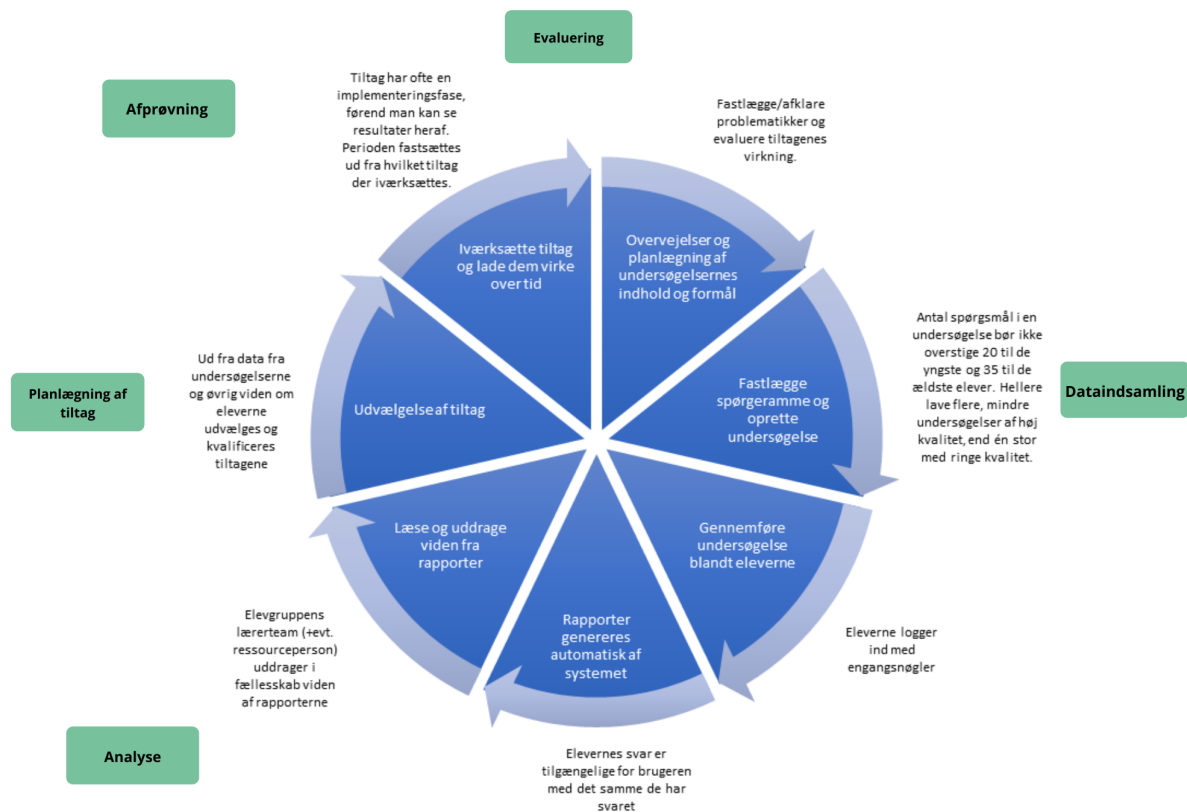 Evaluering
Afprøvning
Tiltag har ofte en
implementeringsfase,
førend man kan se
resultater heraf.
Perioden fastsættes
ud fra hvilket tiltag
der iværksættes.
Fastlægge/afklare
problematikker og
evaluere tiltagenes
virkning.
Iværksætte tiltag
og lade dem virke
over tid
Overvejelser og
planlægning af
undersøgelsernes
indhold og formål
Antal spørgsmål i en
undersøgelse bør ikke
overstige 20 til de
yngste og 35 til de
ældste elever. Hellere
lave flere, mindre
undersøgelser af høj
kvalitet, end én stor
med ringe kvalitet.
Dataindsamling
Planlægning af
tiltag
Ud fra data fra
undersøgelserne
og øvrig viden om
eleverne
udvælges og
kvalificeres
tiltagene
Udvælgelse af tiltag
Fastlægge
spørgeramme og
oprette
undersøgelse
Læse og uddrage
viden fra
rapporter
Gennemføre
undersøgelse
blandt eleverne
Rapporter
genereres
automatisk af
systemet
Elevgruppens
lærerteam (+evt.
ressourceperson)
uddrager i
fællesskab viden
af rapporterne
Eleverne logger
ind med
engangsnøgler
Analyse
Elevernes svar er
tilgængelige for brugeren
med det samme de har
svaret